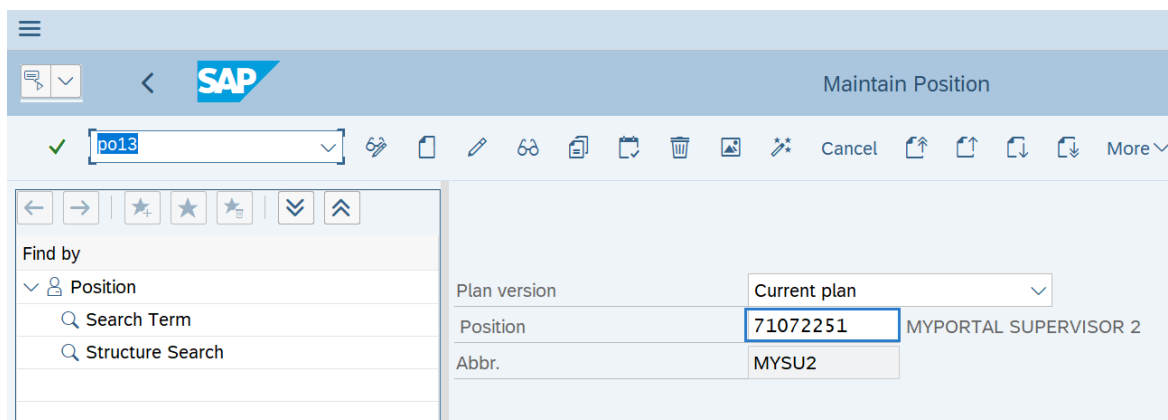 SAP
Maintain Position
po13
Cancel
More
Find by
Position
Search Term
Structure Search
Plan version Current plan
Position 71072251 MYPORTAL SUPERVISOR 2
Abbr. MYSU2